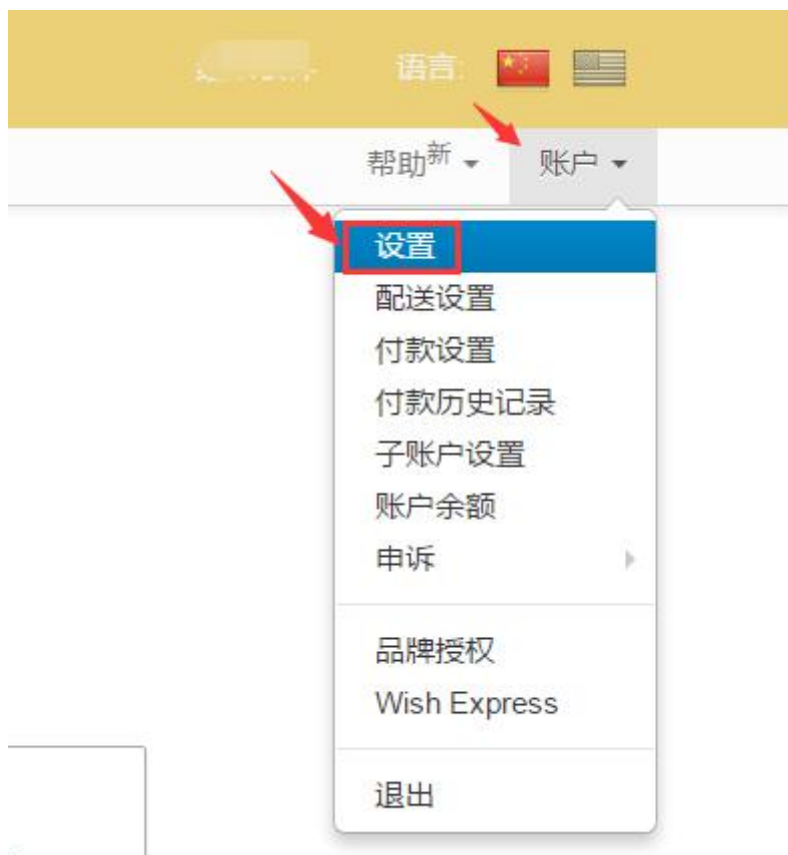 语言:
帮助新
账户
设置
配送设置
付款设置
付款历史记录
子账户设置
账户余额
申诉
品牌授权
Wish Express
退出